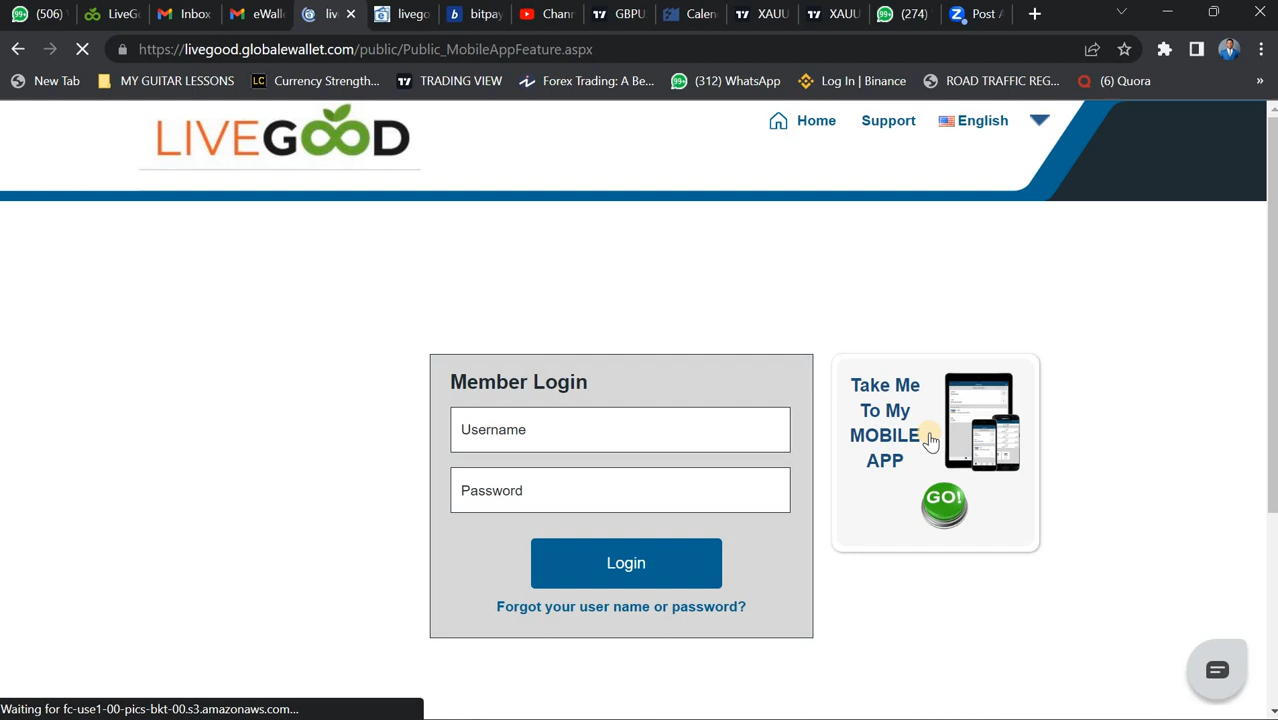 (506)
LiveG
Inbox
eWalle
live
livego
bitpay
Chann
GBPU
Calen
XAUU
XAUU
(274)
Post A
https://livegood.globalewallet.com/public/Public_MobileAppFeature.aspx
New Tab
MY GUITAR LESSONS
Currency Strength...
TRADING VIEW
Forex Trading: A Be...
(312) WhatsApp
Log In | Binance
ROAD TRAFFIC REG...
(6) Quora
»
LIVEGOOD
Home
Support
English
Member Login
Username
Password
Login
Forgot your user name or password?
Take Me
To My
MOBILE
APP
GO!
Waiting for fc-use1-00-pics-bkt-00.s3.amazonaws.com...